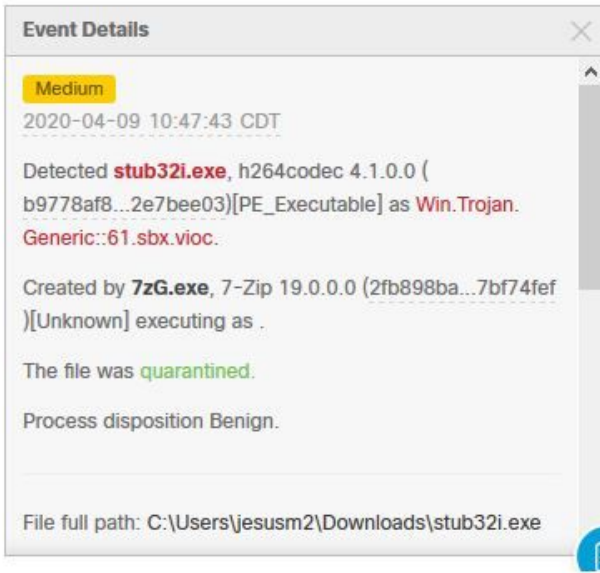 Event Details
Medium
2020-04-09 10:47:43 CDT
Detected stub32i.exe, h264codec 4.1.0.0 (
b9778af8...2e7bee03)[PE_Executable] as Win.Trojan.
Generic::61.sbx.vioc.
Created by 7zG.exe, 7-Zip 19.0.0.0 (2fb898ba...7bf74fef
)[Unknown] executing as .
The file was quarantined.
Process disposition Benign.
File full path: C:\Users\jesusm2\Downloads\stub32i.exe